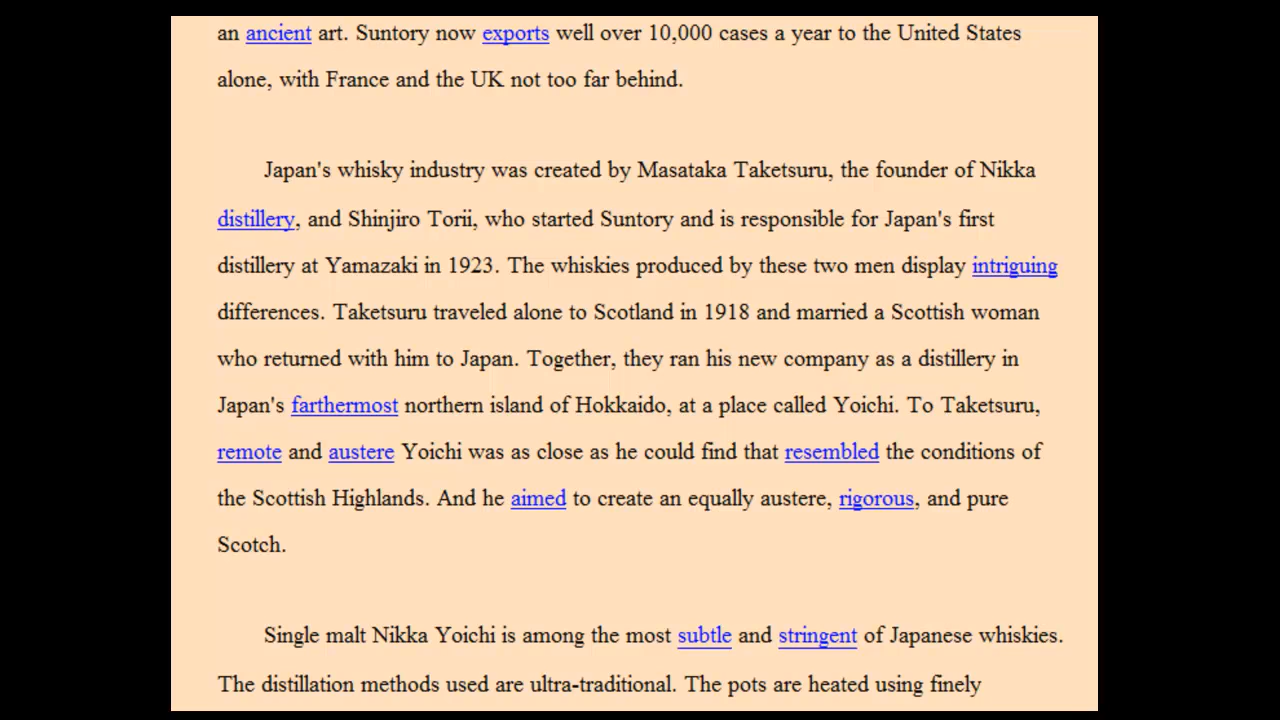 an ancient art. Suntory now exports well over 10,000 cases a year to the United States
alone, with France and the UK not too far behind.
Japan's whisky industry was created by Masataka Taketsuru, the founder of Nikka
distillery, and Shinjiro Torii, who started Suntory and is responsible for Japan's first
distillery at Yamazaki in 1923. The whiskies produced by these two men display intriguing
differences. Taketsuru traveled alone to Scotland in 1918 and married a Scottish woman
who returned with him to Japan. Together, they ran his new company as a distillery in
Japan's farthermost northern island of Hokkaido, at a place called Yoichi. To Taketsuru,
remote and austere Yoichi was as close as he could find that resembled the conditions of
the Scottish Highlands. And he aimed to create an equally austere, rigorous, and pure
Scotch.
Single malt Nikka Yoichi is among the most subtle and stringent of Japanese whiskies.
The distillation methods used are ultra-traditional. The pots are heated using finely